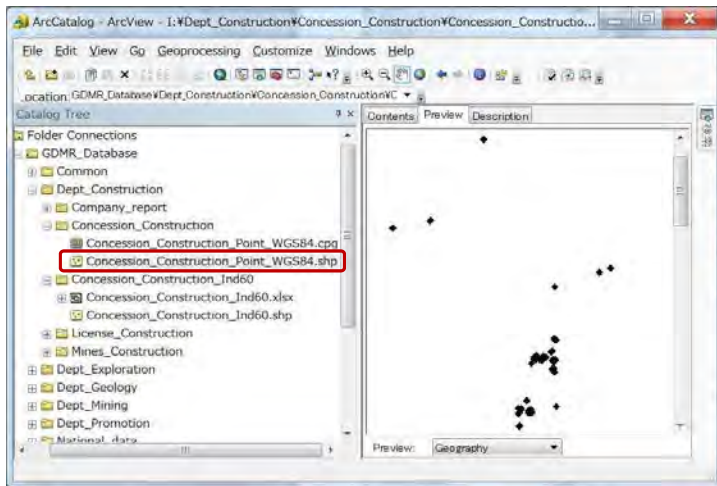 ArcCatalog - ArcView - I:¥Dept_Construction¥Concession_Construction¥Concession_Constructio...
File Edit View Go Geoprocessing Customize Windows Help
ocation: GDMR_Database¥Dept_Construction¥Concession_Construction¥C
Catalog Tree
Contents Preview Description
Folder Connections
GDMR_Database
Common
Dept_Construction
Company_report
Concession_Construction
Concession_Construction_Point_WGS84.cpg
Concession_Construction_Point_WGS84.shp
Concession_Construction_Ind60
Concession_Construction_Ind60.xlsx
Concession_Construction_Ind60.shp
License_Construction
Mines_Construction
Dept_Exploration
Dept_Geology
Dept_Mining
Dept_Promotion
National_data
Preview: Geography